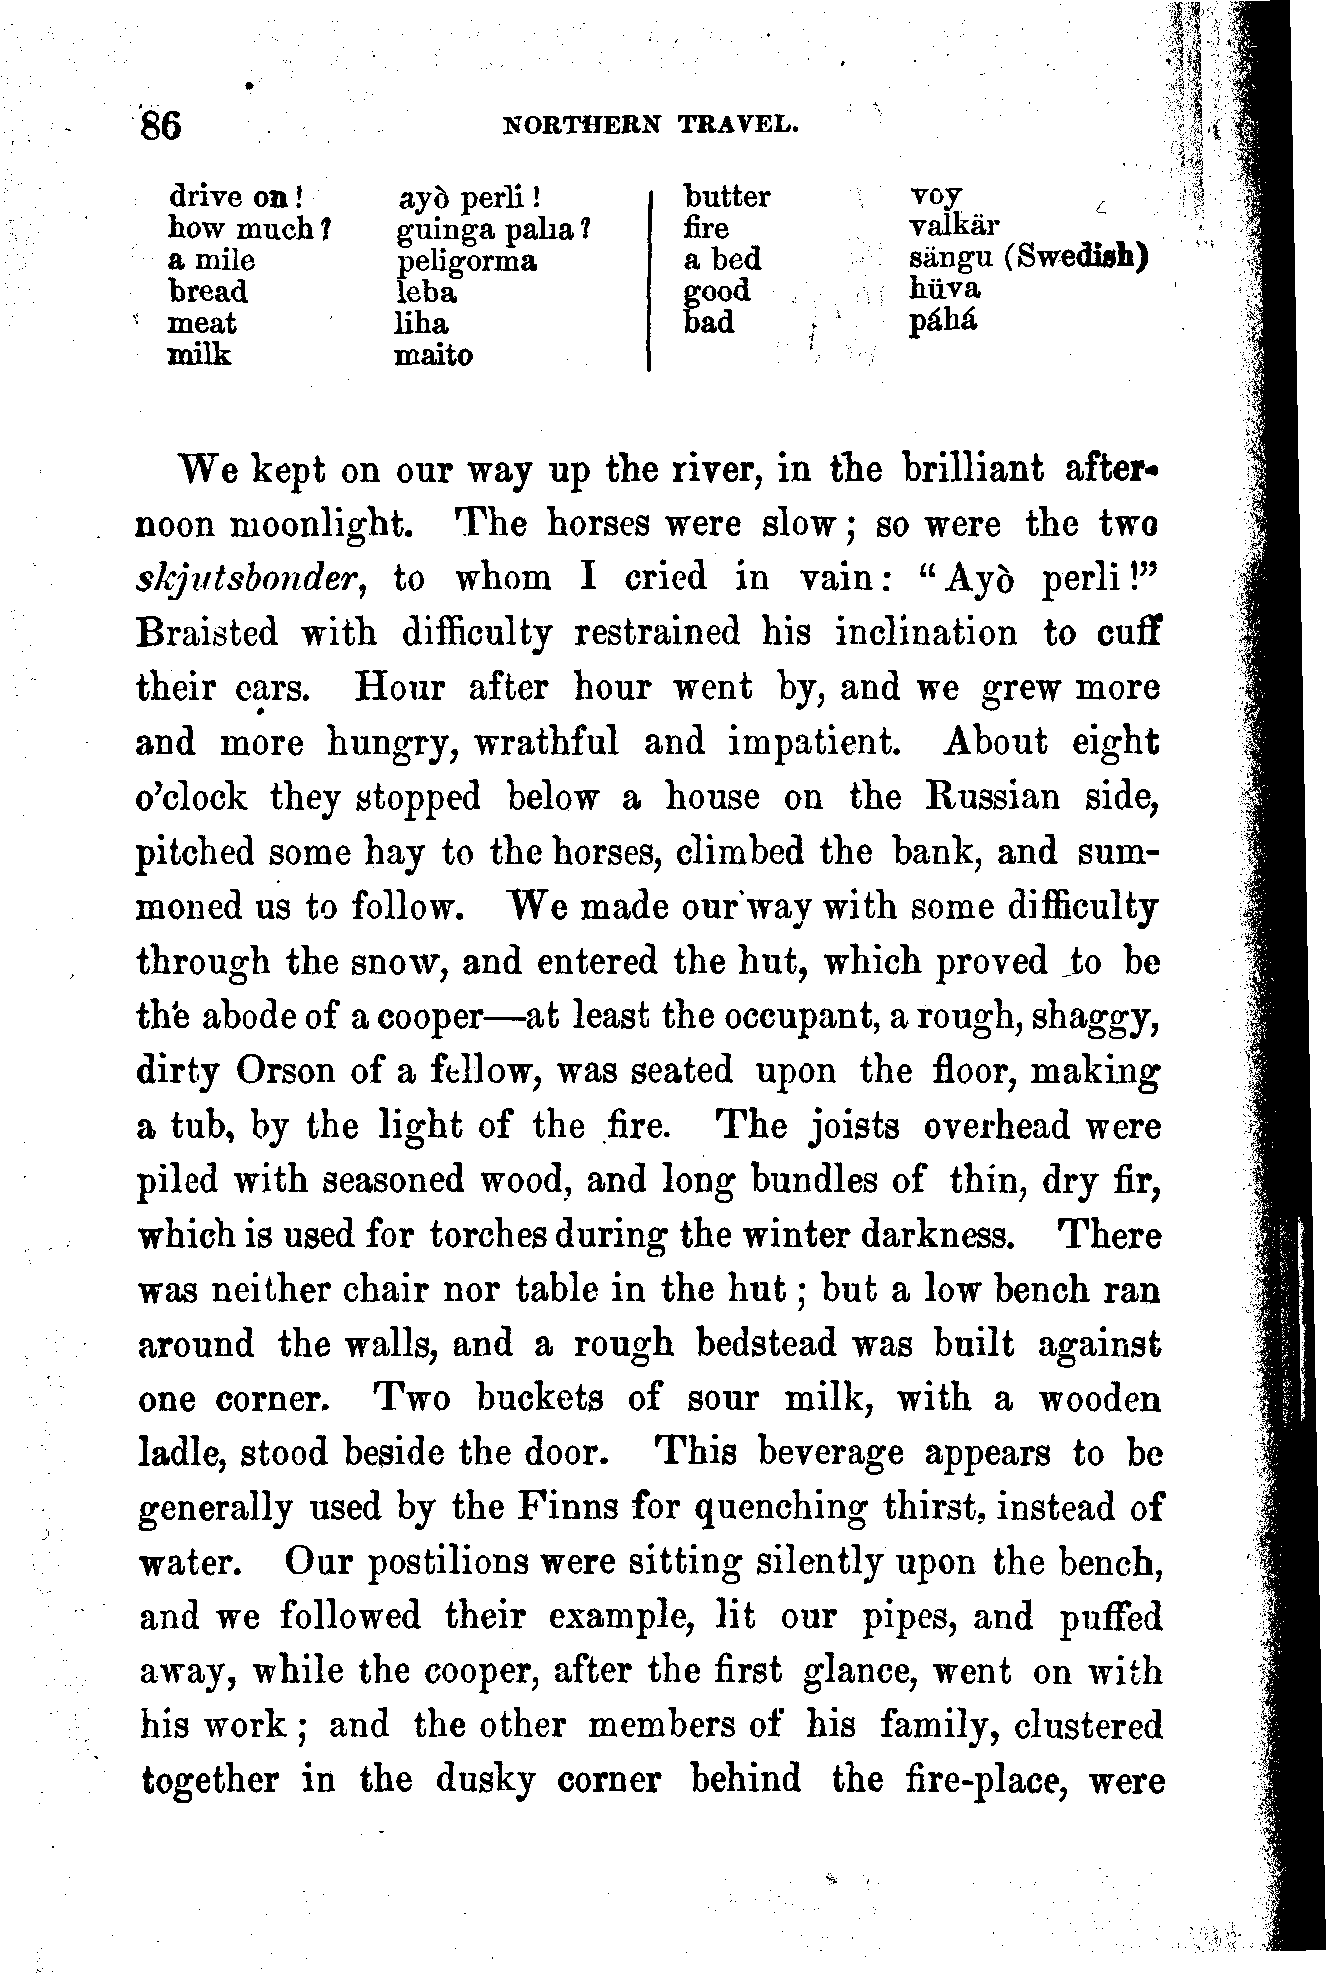 86 NORTHERN TRAVEL.
drive on! ayò perli! butter voy
how much? guinga paha? fire valkär
a mile peligorma a bed sängu (Swedish)
bread leba good hüva
meat liha bad páhá
milk maito
We kept on our way up the river, in the brilliant after-
noon moonlight. The horses were slow; so were the two
skjutsbonder, to whom I cried in vain: "Ayò perli!"
Braisted with difficulty restrained his inclination to cuff
their ears. Hour after hour went by, and we grew more
and more hungry, wrathful and impatient. About eight
o'clock they stopped below a house on the Russian side,
pitched some hay to the horses, climbed the bank, and sum-
moned us to follow. We made our way with some difficulty
through the snow, and entered the hut, which proved to be
the abode of a cooper—at least the occupant, a rough, shaggy,
dirty Orson of a fellow, was seated upon the floor, making
a tub, by the light of the fire. The joists overhead were
piled with seasoned wood, and long bundles of thin, dry fir,
which is used for torches during the winter darkness. There
was neither chair nor table in the hut; but a low bench ran
around the walls, and a rough bedstead was built against
one corner. Two buckets of sour milk, with a wooden
ladle, stood beside the door. This beverage appears to be
generally used by the Finns for quenching thirst, instead of
water. Our postilions were sitting silently upon the bench,
and we followed their example, lit our pipes, and puffed
away, while the cooper, after the first glance, went on with
his work; and the other members of his family, clustered
together in the dusky corner behind the fire-place, were